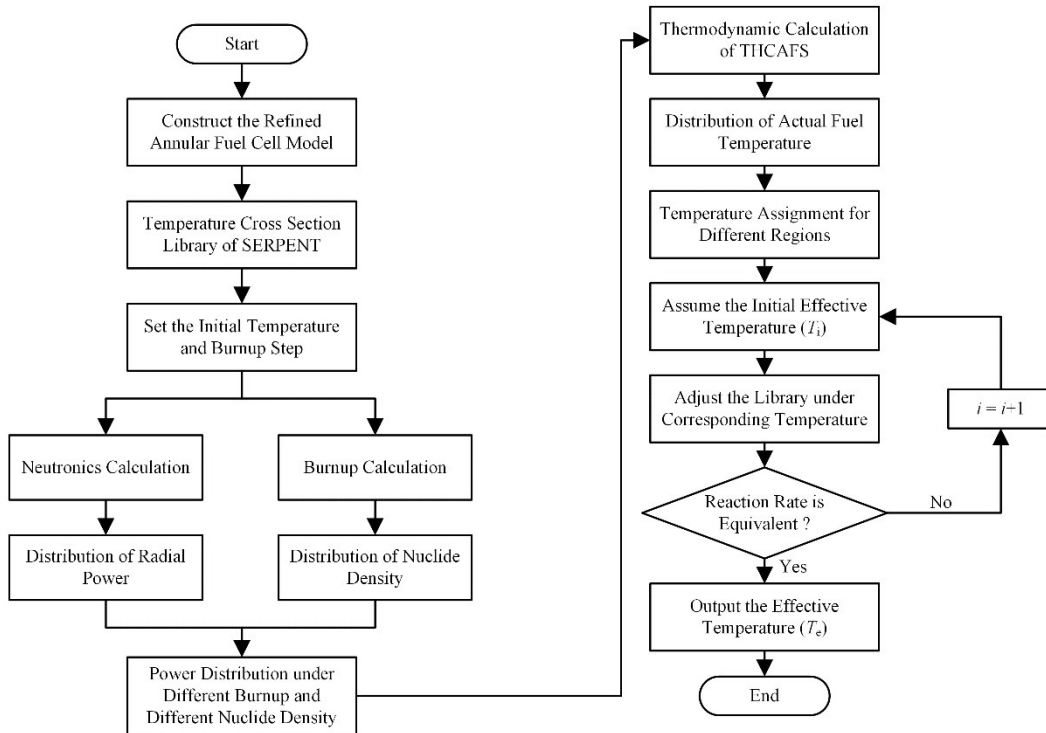 Start
Construct the Refined
Annular Fuel Cell Model
Temperature Cross Section
Library of SERPENT
Set the Initial Temperature
and Burnup Step
Neutronics Calculation
Burnup Calculation
Distribution of Radial
Power
Distribution of Nuclide
Density
Power Distribution under
Different Burnup and
Different Nuclide Density
Thermodynamic Calculation
of THCAFS
Distribution of Actual Fuel
Temperature
Temperature Assignment for
Different Regions
Assume the Initial Effective
Temperature (Ti)
Adjust the Library under
Corresponding Temperature
i = i+1
Reaction Rate is
Equivalent ?
No
Yes
Output the Effective
Temperature (Te)
End